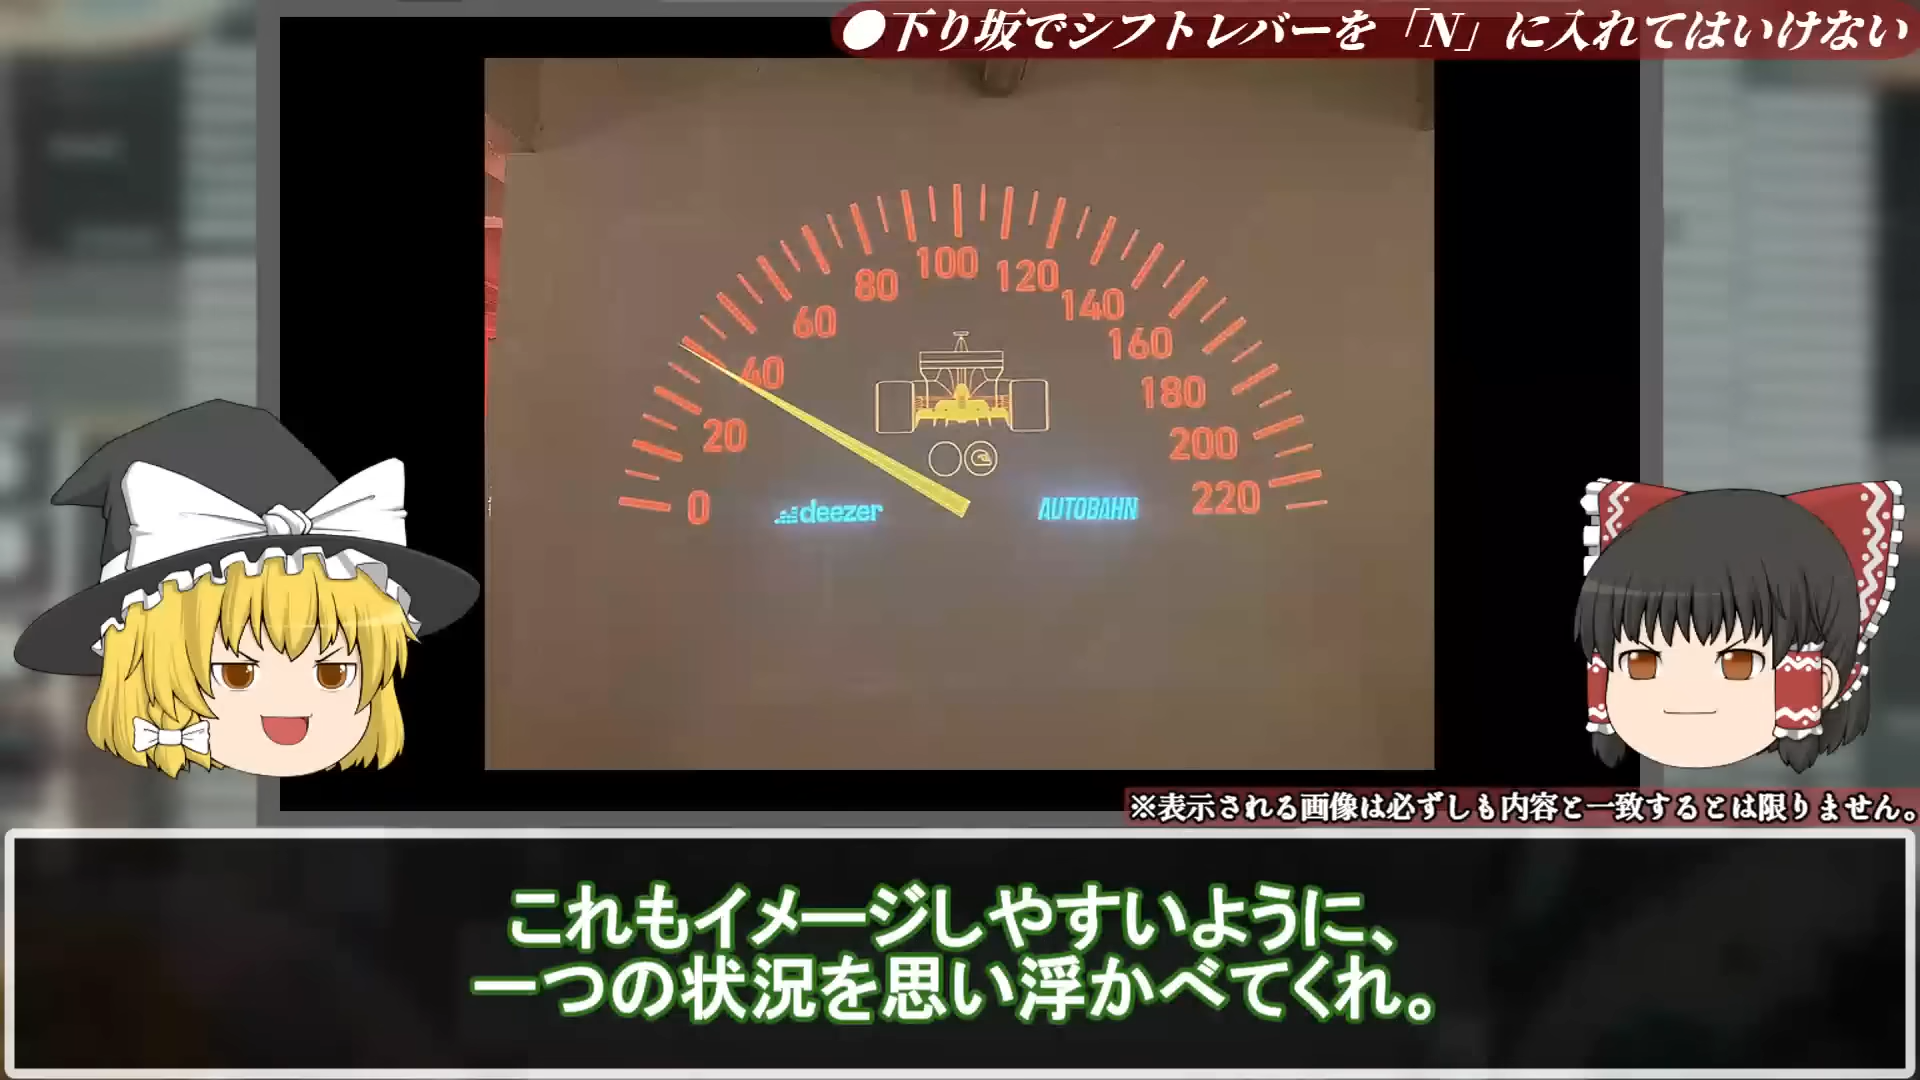 ●下り坂でシフトレバーを「N」に入れてはいけない
100
80
120
140
60
160
40
180
20
200
0
deezer
AUTOBAHN
220
※表示される画像は必ずしも内容と一致するとは限りません。
これもイメージしやすいように、
一つの状況を思い浮かべてくれ。